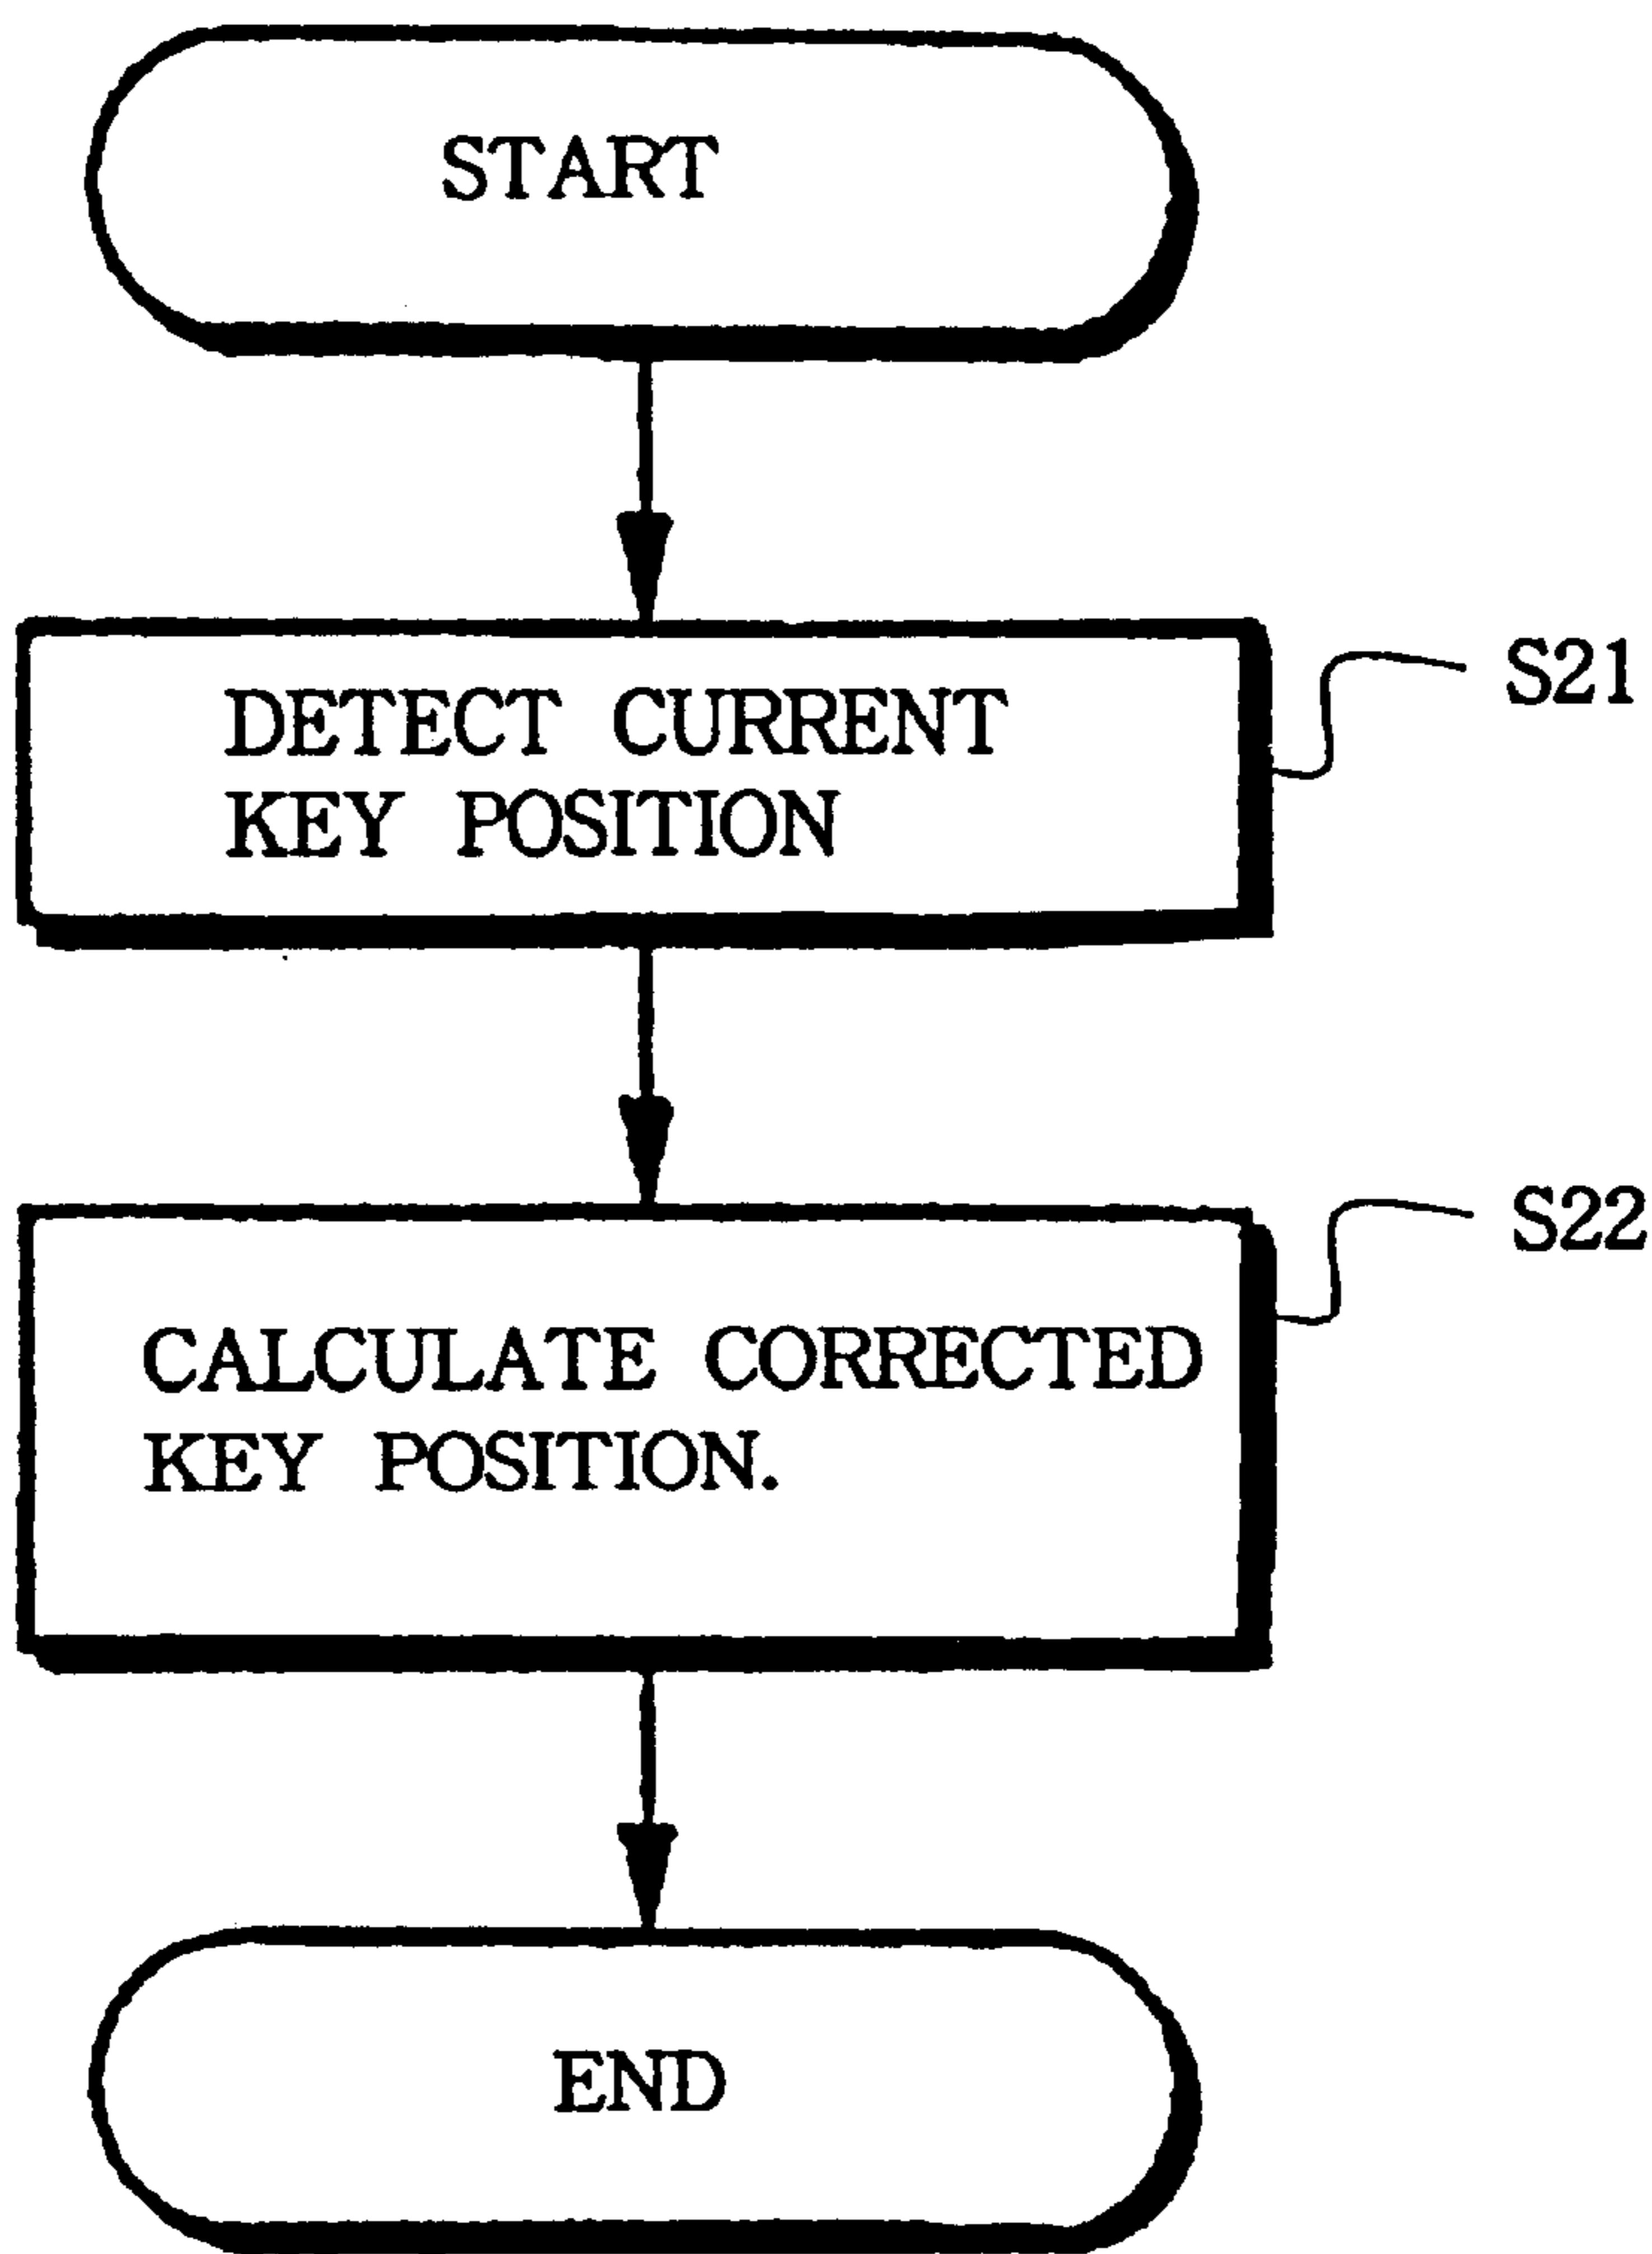 START
DETECT CURRENT
KEY POSITION
S21
CALCULATE CORRECTED
KEY POSITION.
S22
END